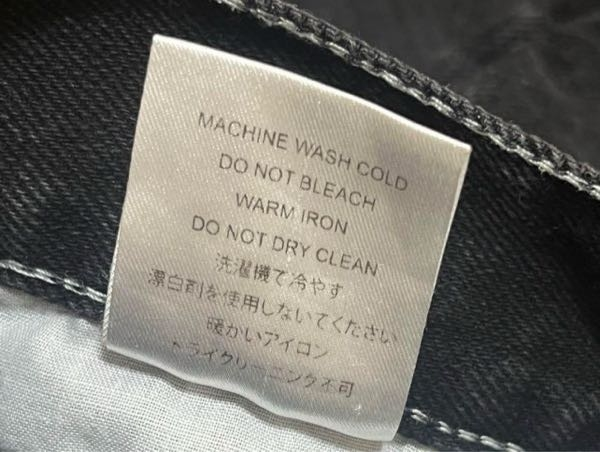 MACHINE WASH COLD
DO NOT BLEACH
WARM IRON
DO NOT DRY CLEAN
洗濯機で冷やす
漂白剤を使用しないでください
暖かいアイロン
ドライクリーニング不可